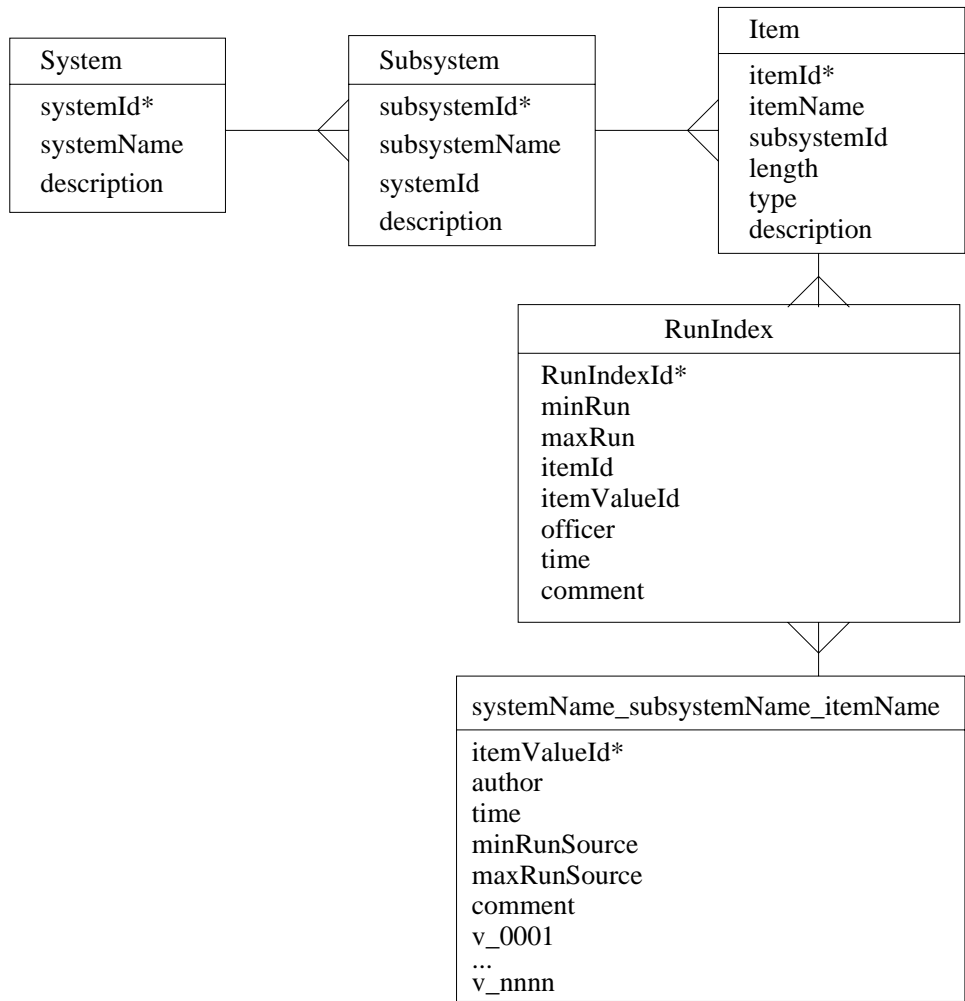 System
systemId*
systemName
description
Subsystem
subsystemId*
subsystemName
systemId
description
Item
itemId*
itemName
subsystemId
length
type
description
RunIndex
RunIndexId*
minRun
maxRun
itemId
itemValueId
officer
time
comment
systemName_subsystemName_itemName
itemValueId*
author
time
minRunSource
maxRunSource
comment
v_0001
...
v_nnnn